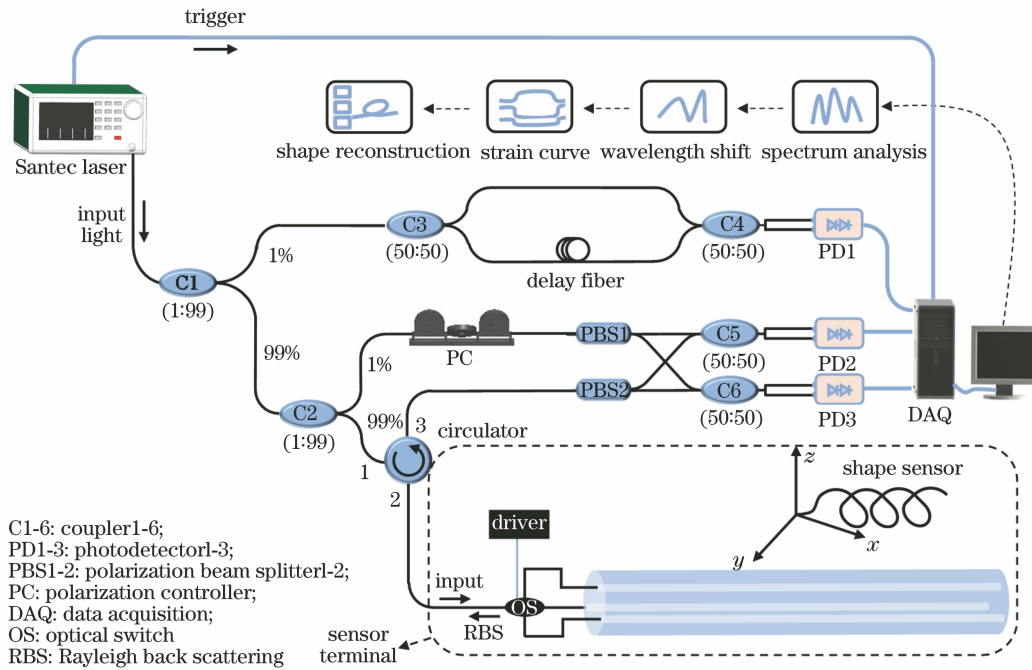 trigger
Santec laser
shape reconstruction
strain curve
wavelength shift
spectrum analysis
input
light
C1
(1:99)
1%
99%
C3
(50:50)
delay fiber
C4
(50:50)
PD1
C2
(1:99)
1%
99%
PC
PBS1
PBS2
C5
(50:50)
C6
(50:50)
PD2
PD3
DAQ
circulator
1
2
3
driver
input
OS
RBS
sensor
terminal
shape sensor
z
x
y
C1-6: coupler1-6;
PD1-3: photodetectorl-3;
PBS1-2: polarization beam splitterl-2;
PC: polarization controller;
DAQ: data acquisition;
OS: optical switch
RBS: Rayleigh back scattering